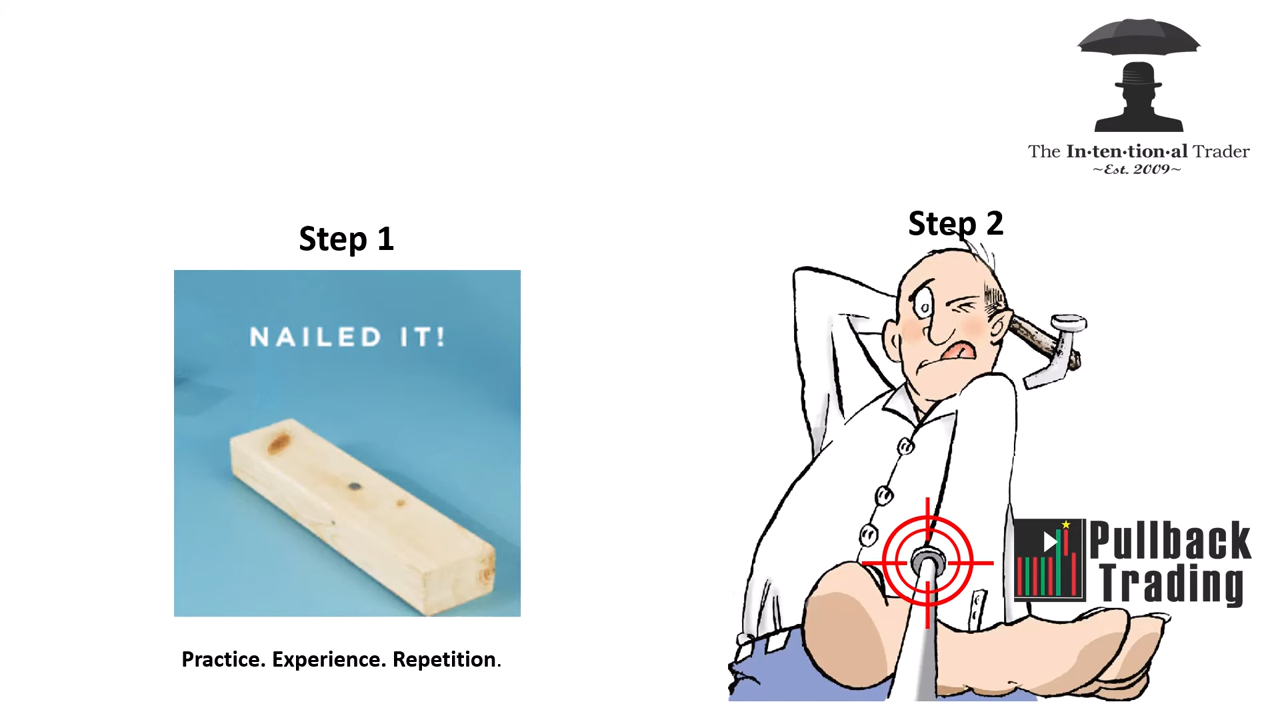 The In·ten·tion·al Trader
~Est. 2009~
Step 1
NAILED IT!
Practice. Experience. Repetition.
Step 2
Pullback
Trading